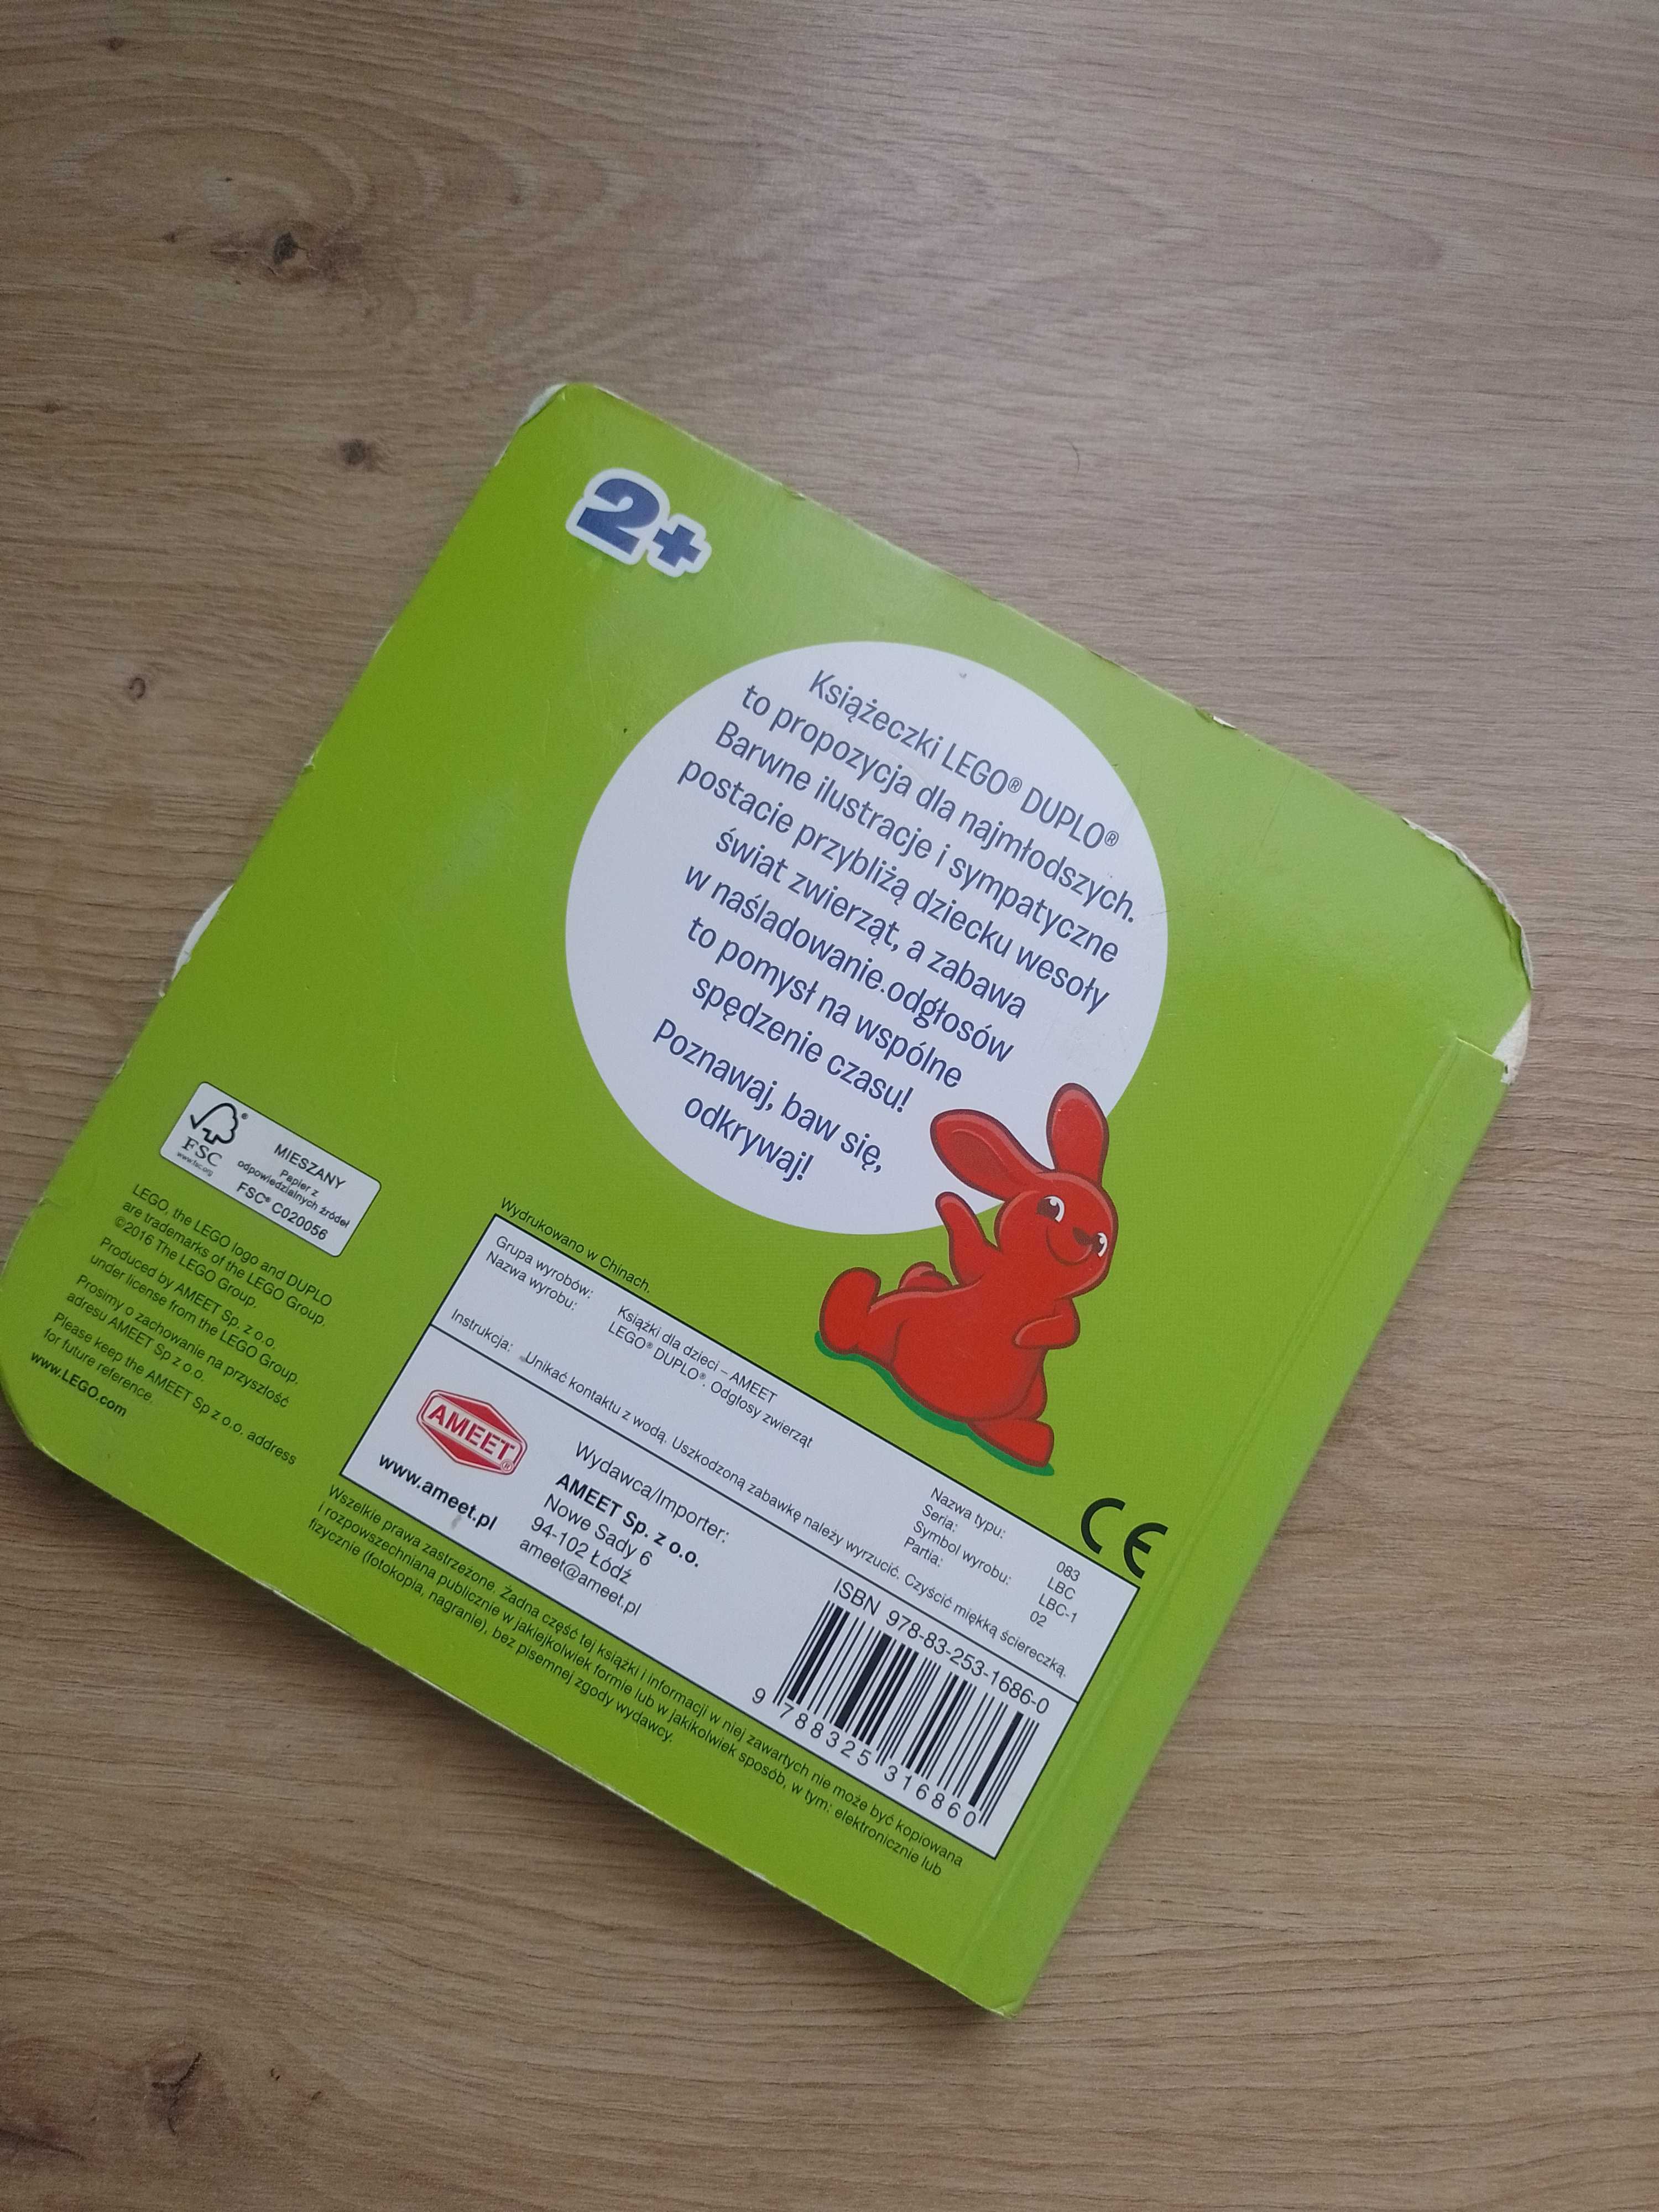 2+
Książeczki LEGO® DUPLO®
to propozycja dla najmłodszych.
Barwne ilustracje i sympatyczne
postacie przybliżą dziecku wesoły
świat zwierząt, a zabawa
w naśladowanie odgłosów
to pomysł na wspólne
spędzenie czasu!
Poznawaj, baw się,
odkrywaj!
FSC®
www.fsc.org
MIESZANY
Papier z
odpowiedzialnych źródeł
FSC® C020056
LEGO, the LEGO logo and DUPLO
are trademarks of the LEGO Group.
©2016 The LEGO Group.
Produced by AMEET Sp. z o.o.
under license from the LEGO Group.
Prosimy o zachowanie na przyszłość
adresu AMEET Sp z o.o.
Please keep the AMEET Sp z o.o. address
for future reference.
www.LEGO.com
Wydrukowano w Chinach.
Grupa wyrobów: Książki dla dzieci – AMEET
Nazwa wyrobu: LEGO® DUPLO®. Odgłosy zwierząt
Nazwa typu: 083
Seria: LBC
Symbol wyrobu: LBC-1
Partia: 02
Instrukcja: Unikać kontaktu z wodą. Uszkodzoną zabawkę należy wyrzucić. Czyścić miękką ściereczką.
CE
AMEET®
www.ameet.pl
Wydawca/Importer:
AMEET Sp. z o.o.
Nowe Sady 6
94-102 Łódź
ameet@ameet.pl
ISBN 978-83-253-1686-0
9 788325 316860
Wszelkie prawa zastrzeżone. Żadna część tej książki i informacji w niej zawartych nie może być kopiowana
i rozpowszechniana publicznie w jakiejkolwiek formie lub w jakikolwiek sposób, w tym: elektronicznie lub
fizycznie (fotokopia, nagranie), bez pisemnej zgody wydawcy.